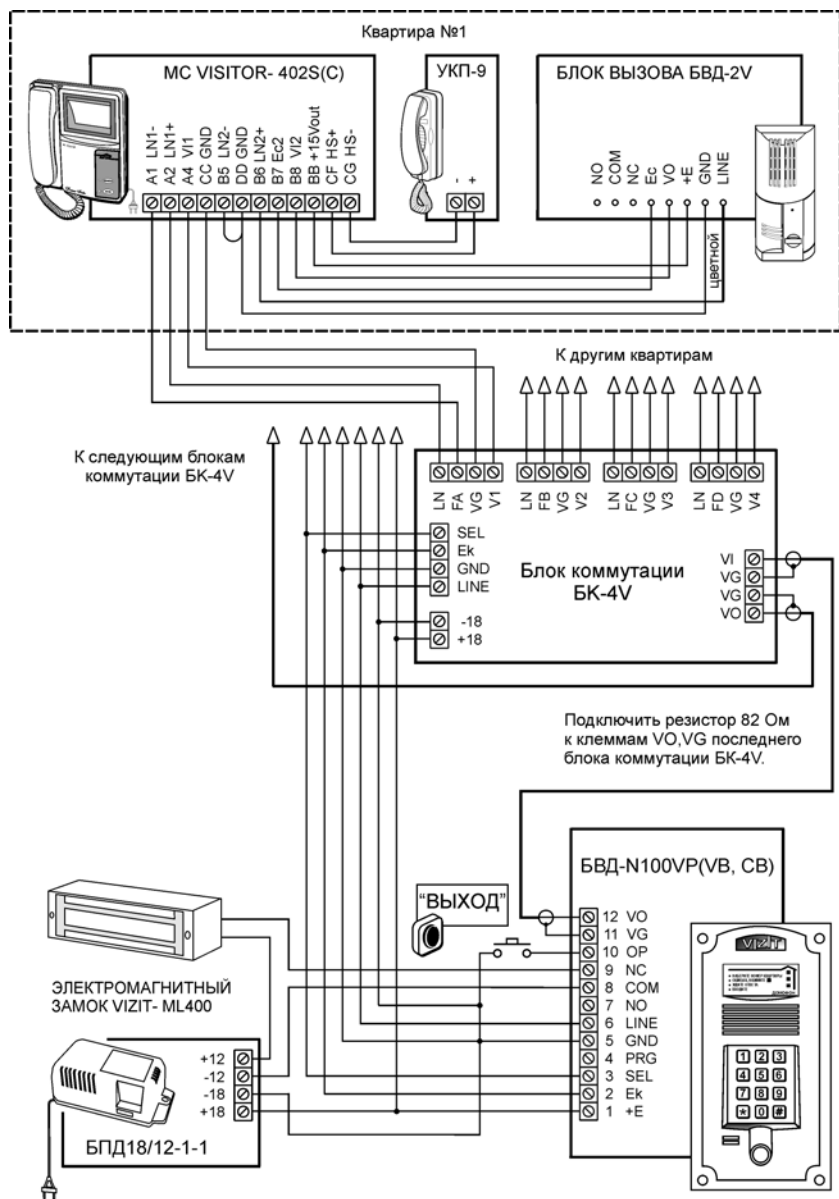 Квартира №1
MC VISITOR- 402S(C)
УКП-9
БЛОК ВЫЗОВА БВД-2V
A1 LN1-
A2 LN1+
A4 VI1
CC GND
B5 LN2-
DD GND
B6 LN2+
B7 Ec2
B8 VI2
BB +15Vout
CF HS+
CG HS-
- +
NO
COM
NC
Ec
VO
+E
GND
LINE
цветной
К другим квартирам
К следующим блокам
коммутации БК-4V
LN
FA
VG
V1
LN
FB
VG
V2
LN
FC
VG
V3
LN
FD
VG
V4
SEL
Ek
GND
LINE
-18
+18
Блок коммутации
БК-4V
VI
VG
VG
VO
Подключить резистор 82 Ом
к клеммам VO,VG последнего
блока коммутации БК-4V.
БВД-N100VP(VB, CB)
"ВЫХОД"
12 VO
11 VG
10 OP
9 NC
8 COM
7 NO
6 LINE
5 GND
4 PRG
3 SEL
2 Ek
1 +E
VIZIT
1 2 3
4 5 6
7 8 9
* 0 #
ЭЛЕКТРОМАГНИТНЫЙ
ЗАМОК VIZIT- ML400
+12
-12
-18
+18
БПД18/12-1-1